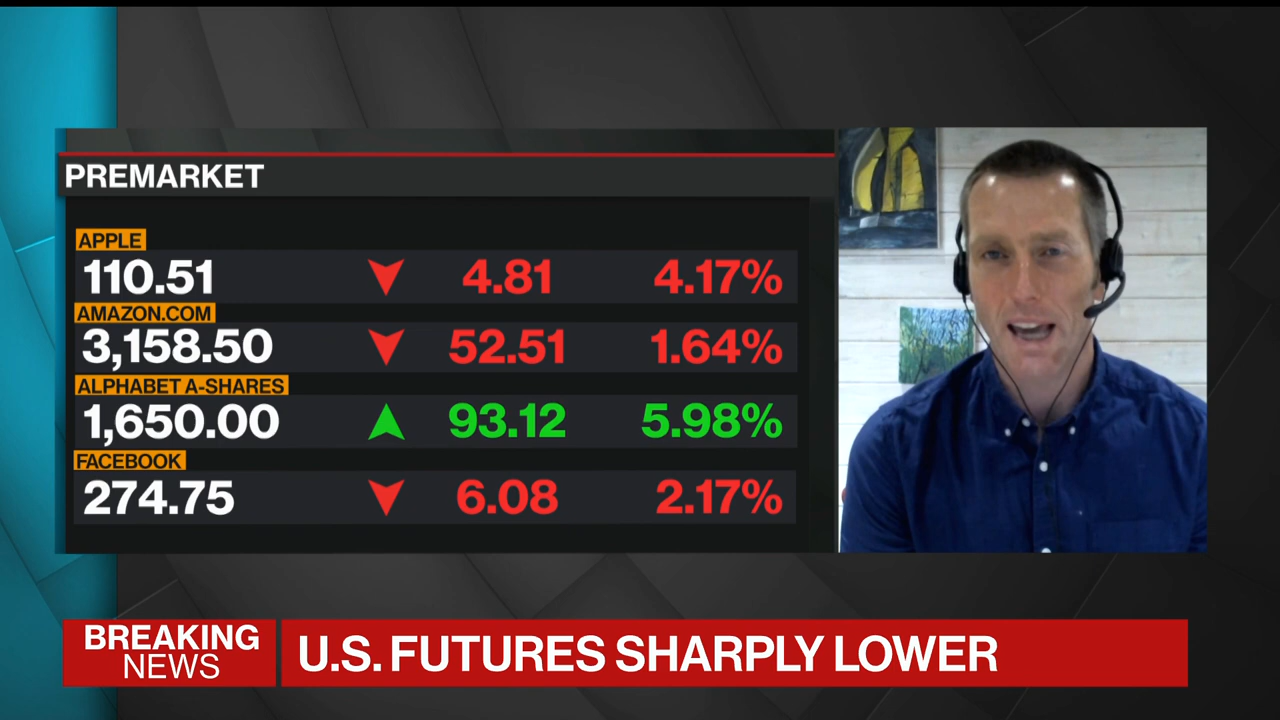 PREMARKET
APPLE
110.51 4.81 4.17%
AMAZON.COM
3,158.50 52.51 1.64%
ALPHABET A-SHARES
1,650.00 93.12 5.98%
FACEBOOK
274.75 6.08 2.17%
BREAKING
NEWS
U.S. FUTURES SHARPLY LOWER